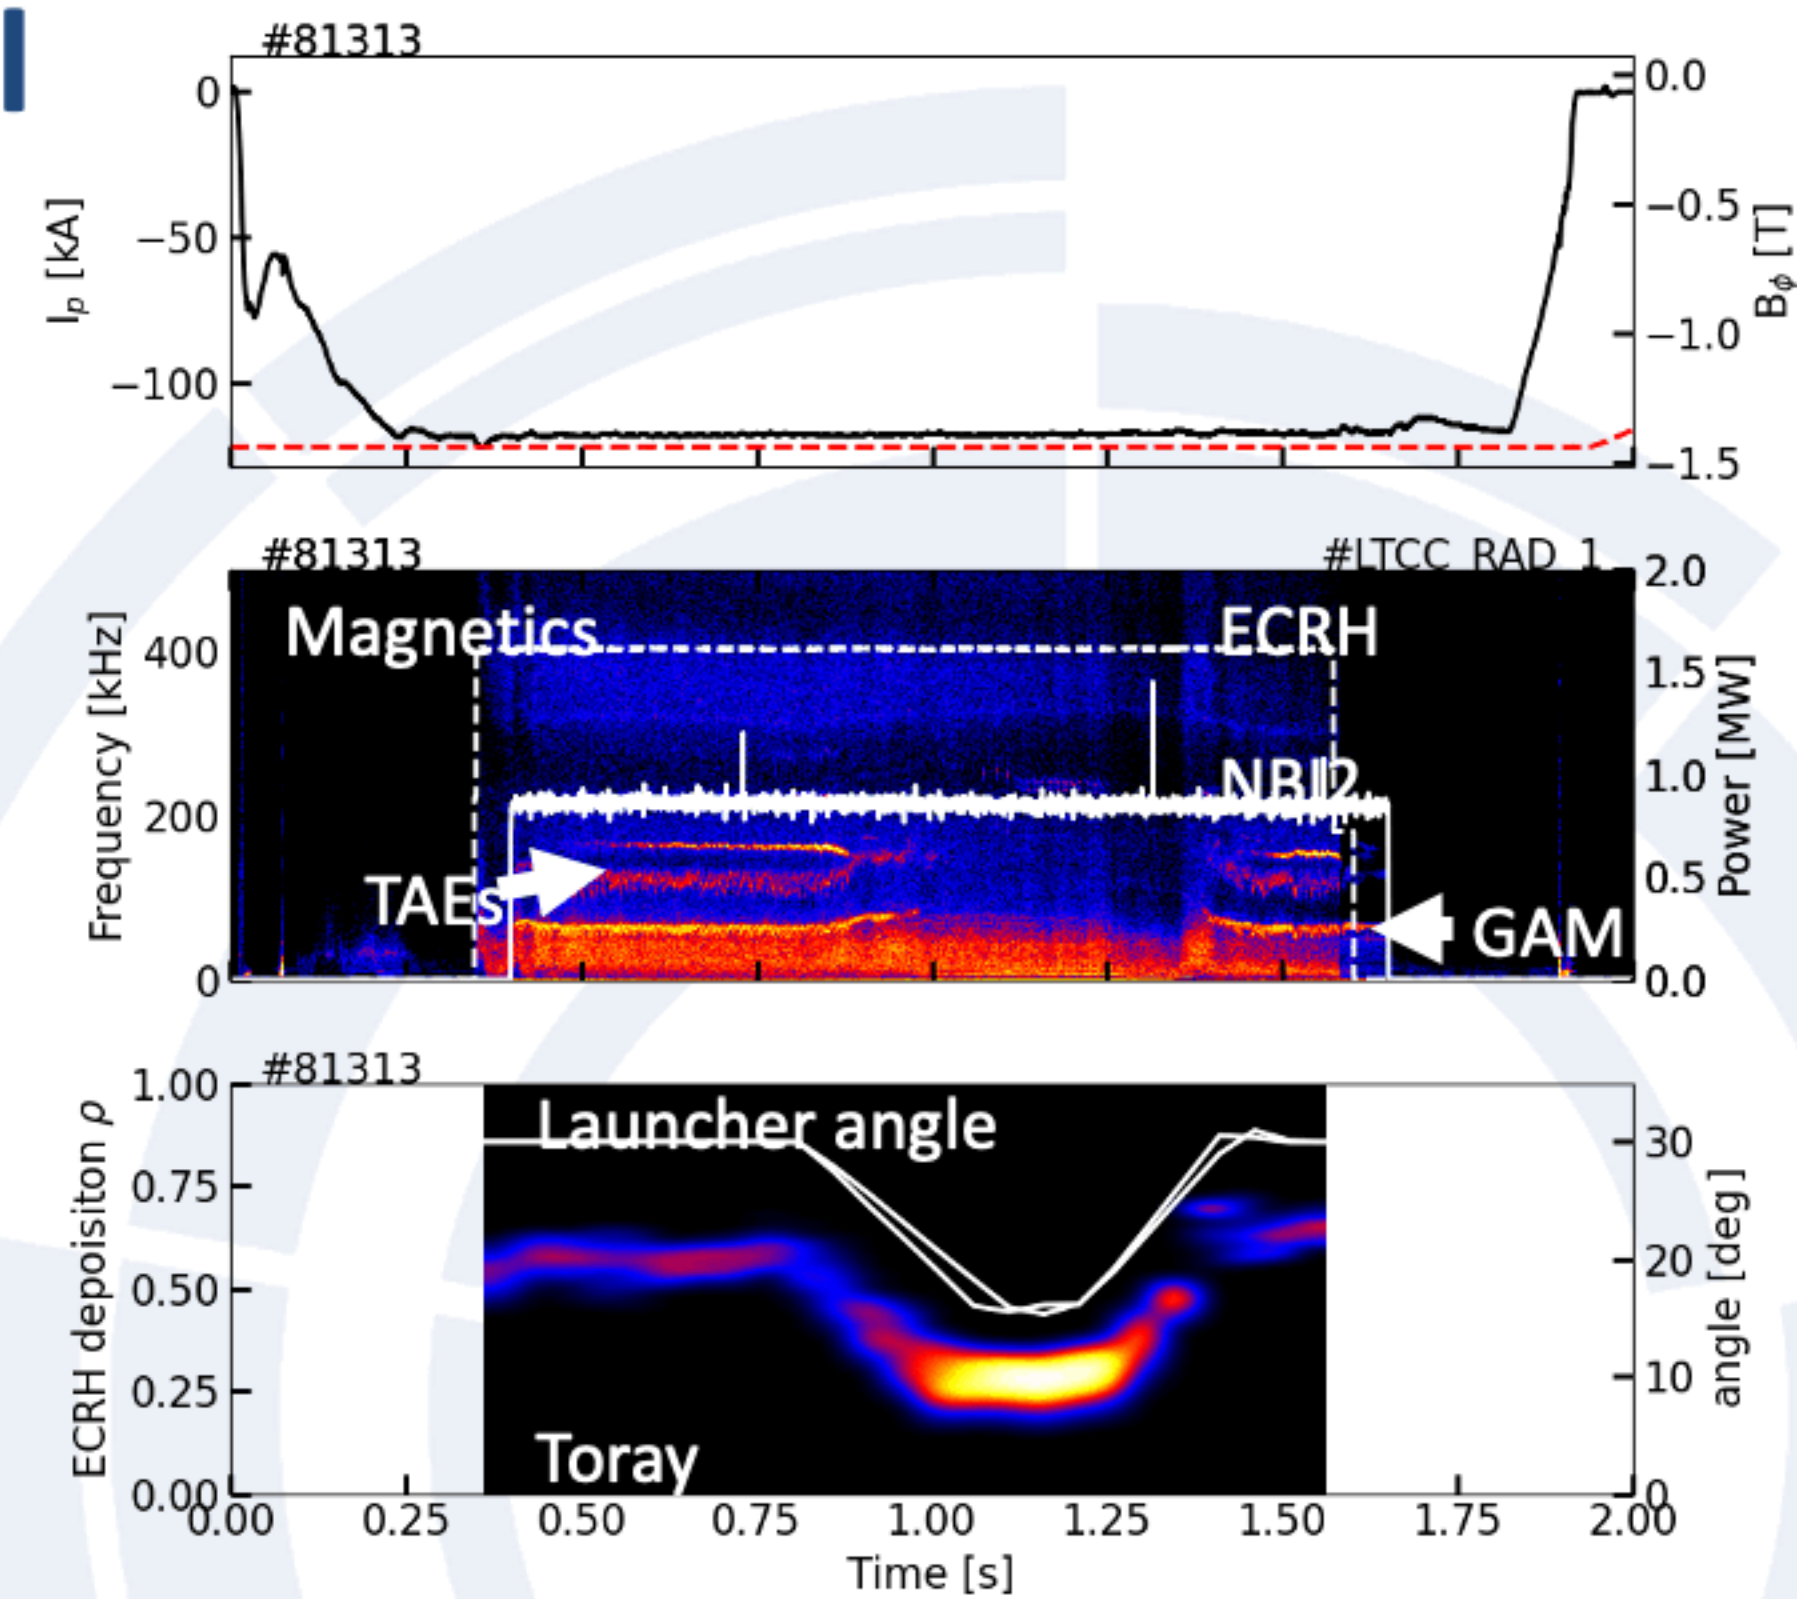 #81313
0
−50
−100
I_p [kA]
0.0
−0.5
−1.0
−1.5
B_ϕ [T]
#81313
#LTCC_RAD_1
Magnetics
ECRH
NBI2
TAEs
GAM
400
200
0
Frequency [kHz]
2.0
1.5
1.0
0.5
0.0
Power [MW]
#81313
Launcher angle
Toray
1.00
0.75
0.50
0.25
0.00
ECRH depoisiton ρ
30
20
10
0
angle [deg]
0.00 0.25 0.50 0.75 1.00 1.25 1.50 1.75 2.00
Time [s]